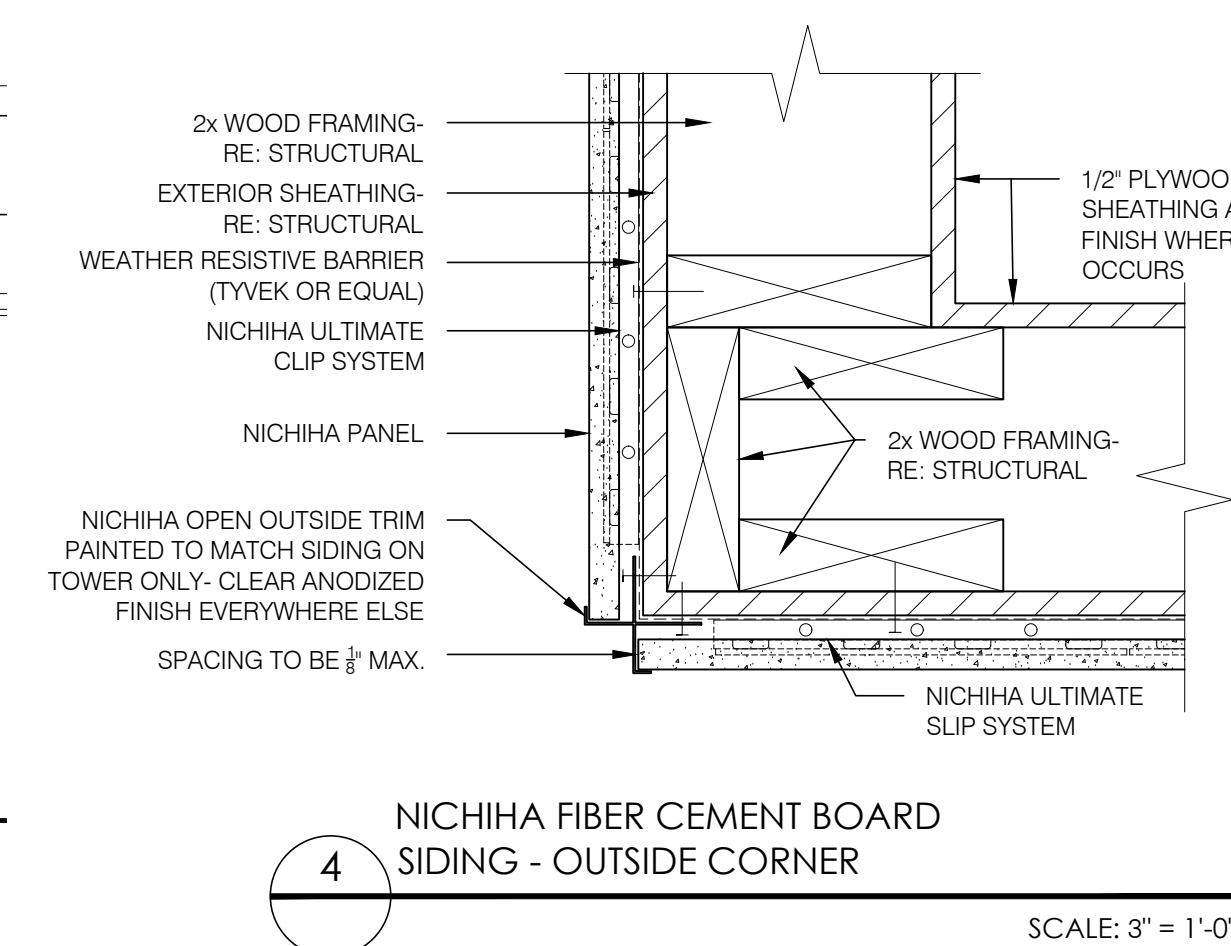 2x WOOD FRAMING-
RE: STRUCTURAL
EXTERIOR SHEATHING-
RE: STRUCTURAL
WEATHER RESISTIVE BARRIER
(TYVEK OR EQUAL)
NICHIHA ULTIMATE
CLIP SYSTEM
NICHIHA PANEL
NICHIHA OPEN OUTSIDE TRIM
PAINTED TO MATCH SIDING ON
TOWER ONLY- CLEAR ANODIZED
FINISH EVERYWHERE ELSE
SPACING TO BE 1/8" MAX.
1/2" PLYWOO
SHEATHING
FINISH WHER
OCCURS
2x WOOD FRAMING-
RE: STRUCTURAL
NICHIHA ULTIMATE
SLIP SYSTEM
4
NICHIHA FIBER CEMENT BOARD
SIDING - OUTSIDE CORNER
SCALE: 3" = 1'-0"